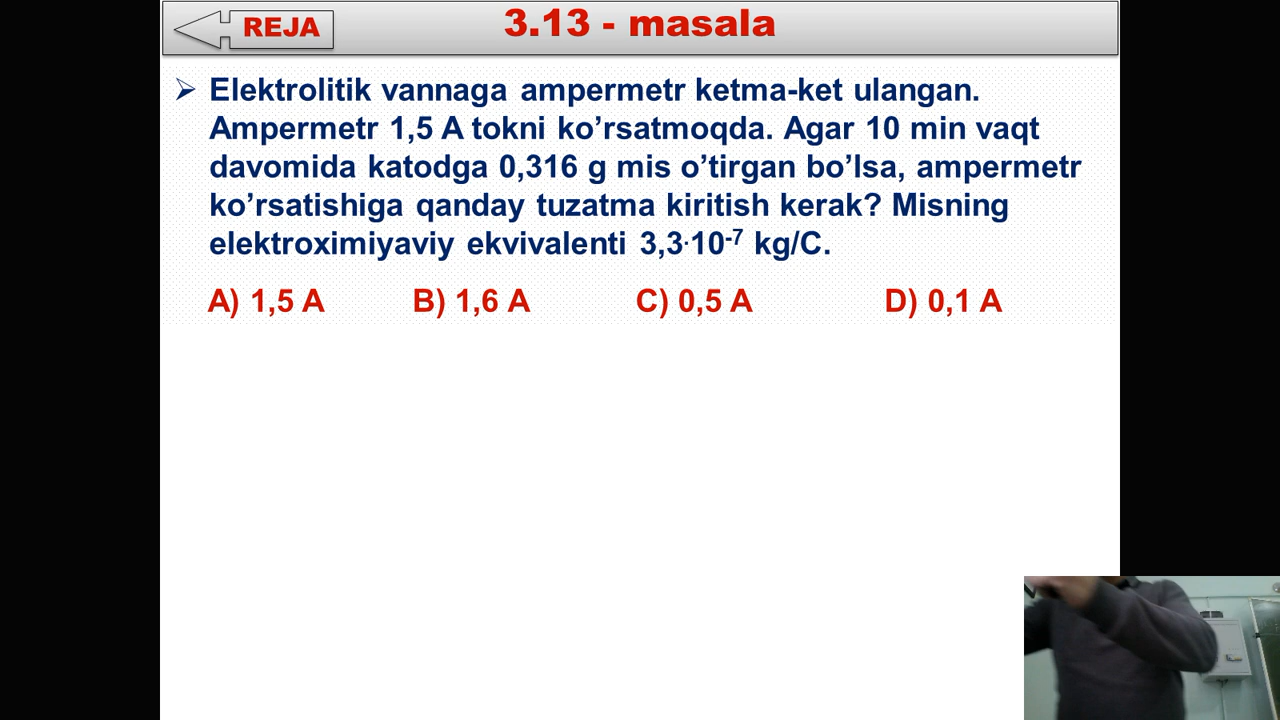 REJA
3.13 - masala
Elektrolitik vannaga ampermetr ketma-ket ulangan.
Ampermetr 1,5 A tokni ko’rsatmoqda. Agar 10 min vaqt
davomida katodga 0,316 g mis o’tirgan bo’lsa, ampermetr
ko’rsatishiga qanday tuzatma kiritish kerak? Misning
elektroximiyaviy ekvivalenti 3,3·10⁻⁷ kg/C.
A) 1,5 A B) 1,6 A C) 0,5 A D) 0,1 A